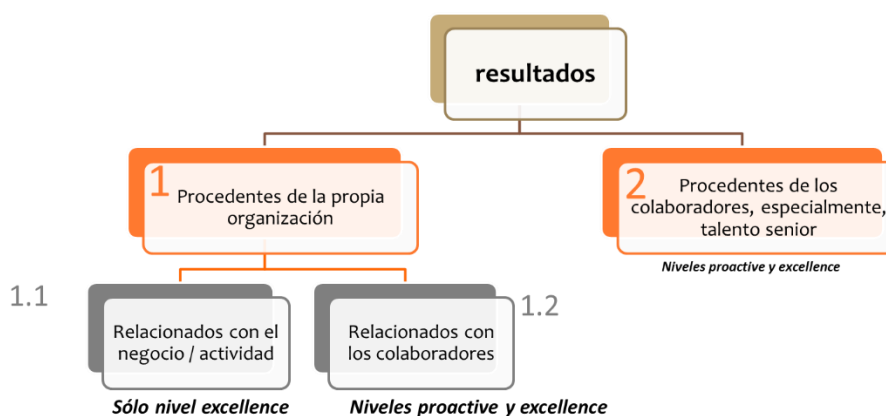 resultados
1
Procedentes de la propia
organización
2
Procedentes de los
colaboradores, especialmente,
talento senior
Niveles proactive y excellence
1.1
Relacionados con el
negocio / actividad
Sólo nivel excellence
1.2
Relacionados con
los colaboradores
Niveles proactive y excellence